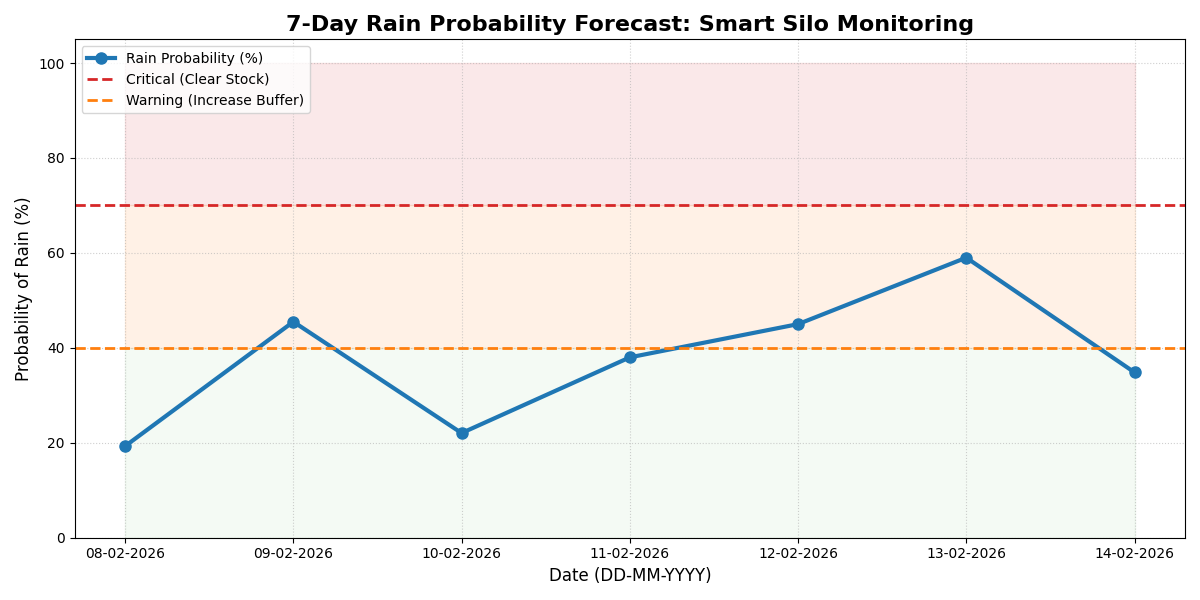 7-Day Rain Probability Forecast: Smart Silo Monitoring
Rain Probability (%)
Critical (Clear Stock)
Warning (Increase Buffer)
Probability of Rain (%)
100
80
60
40
20
0
08-02-2026
09-02-2026
10-02-2026
11-02-2026
12-02-2026
13-02-2026
14-02-2026
Date (DD-MM-YYYY)